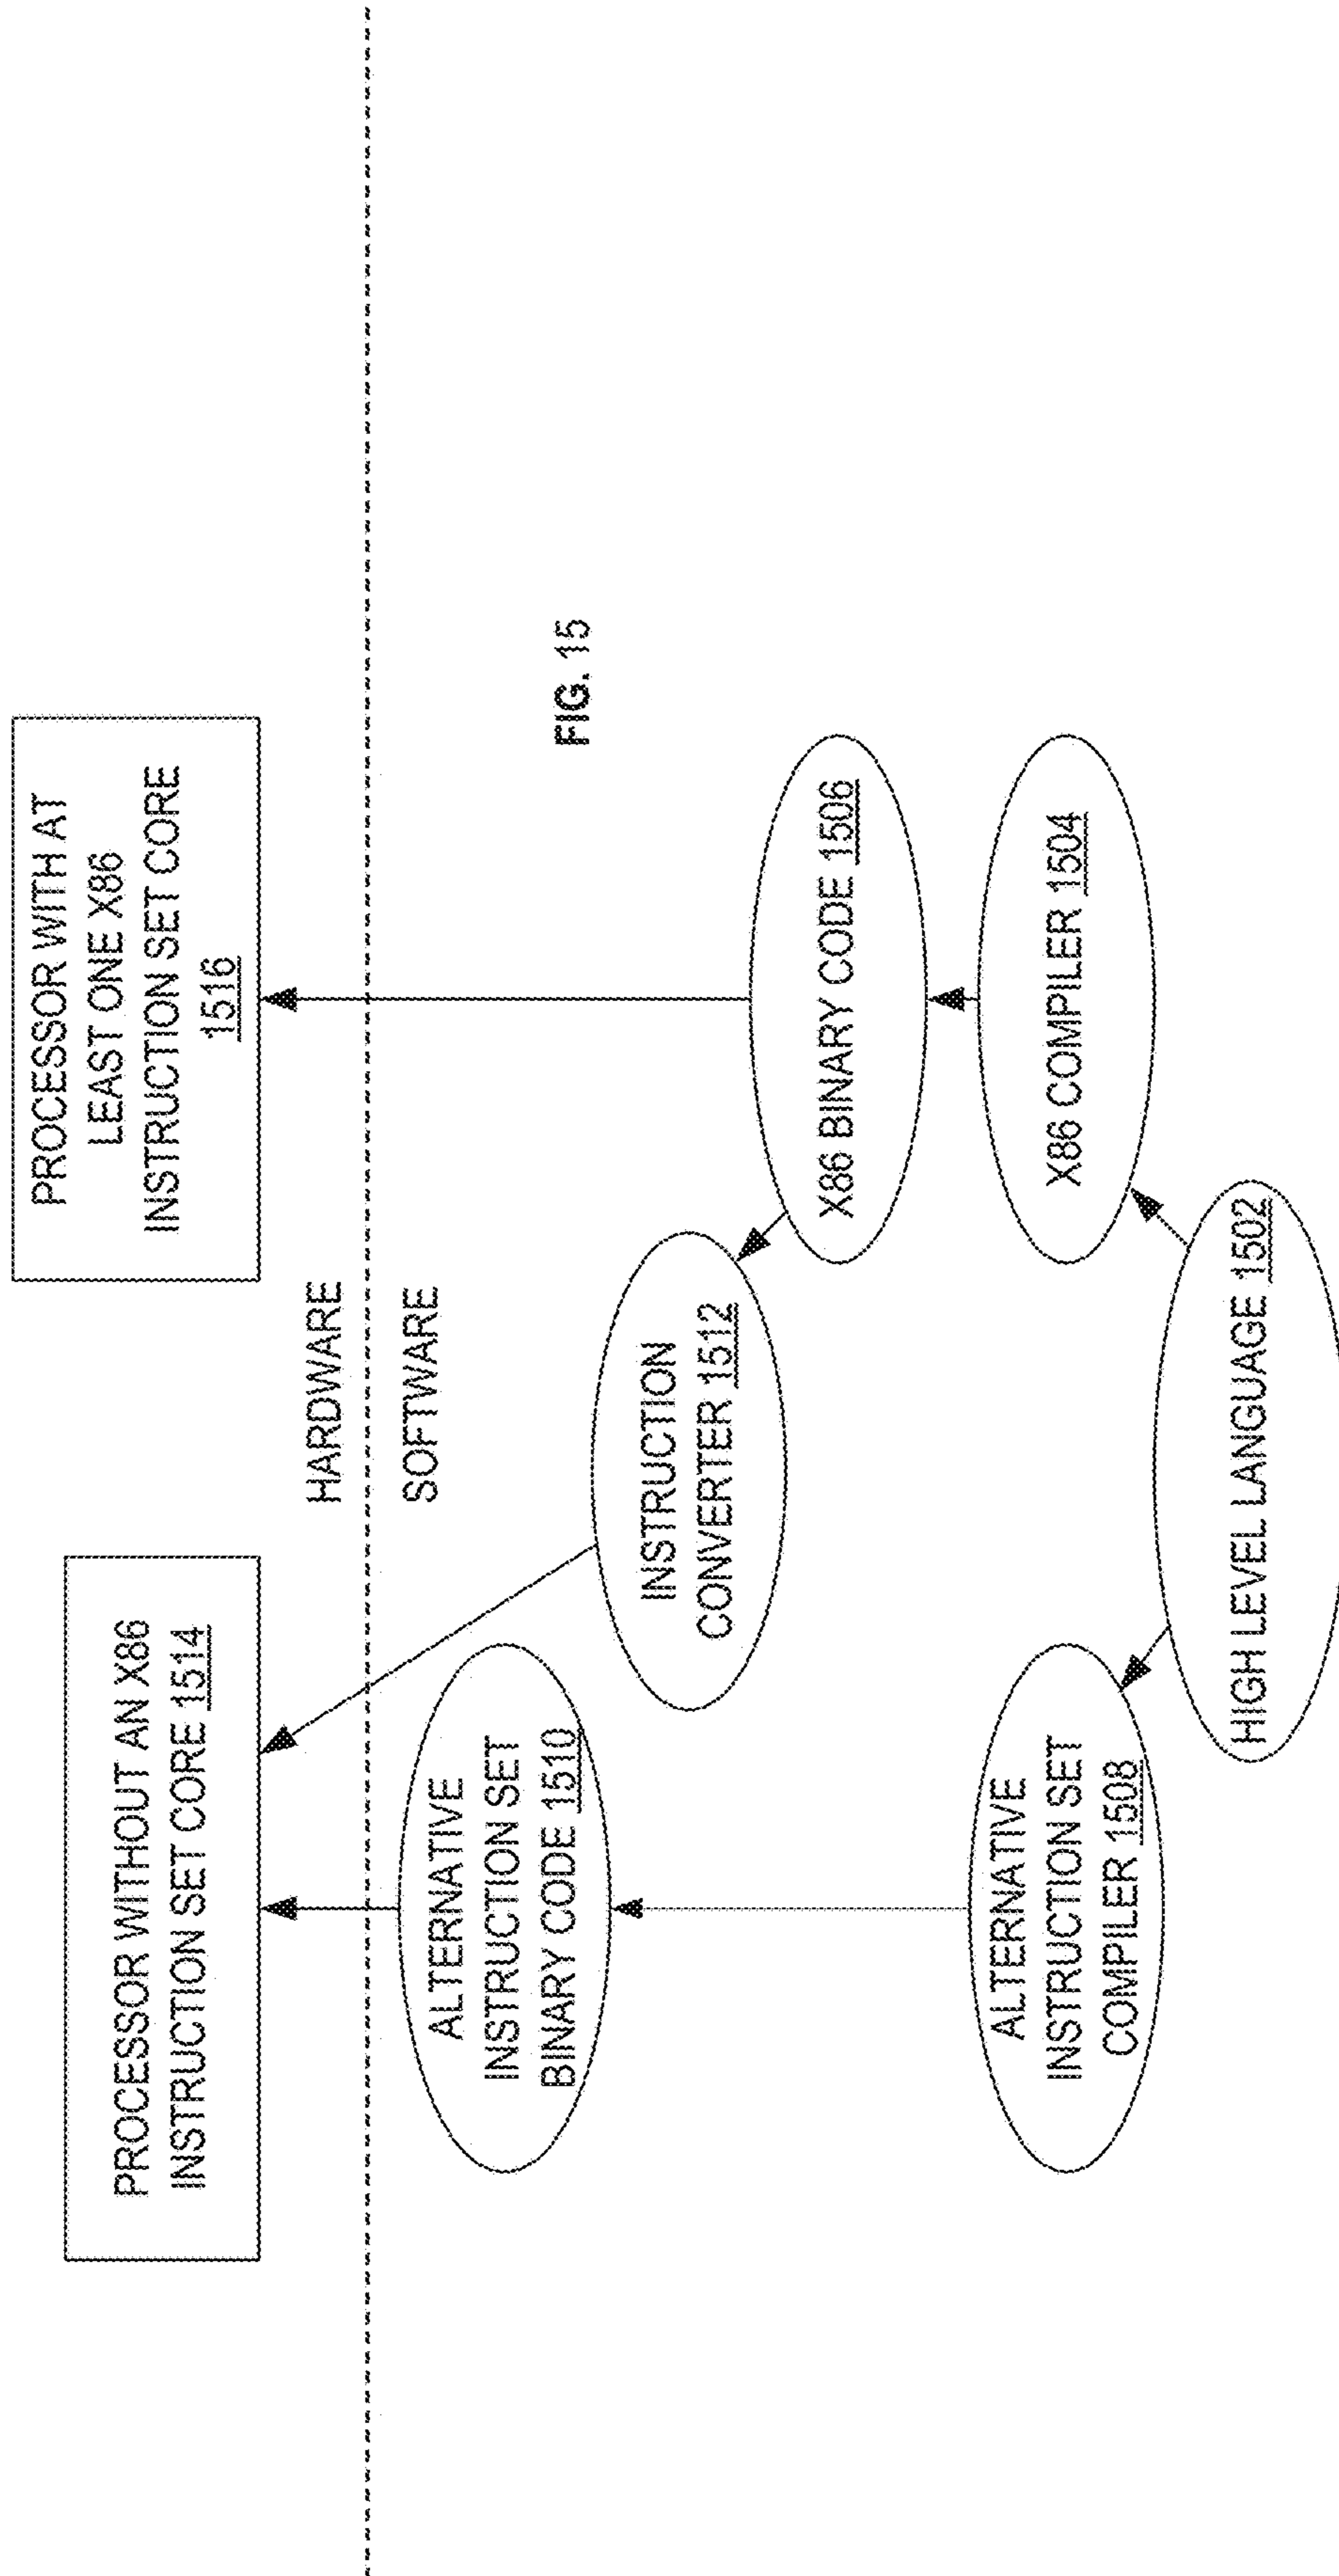 PROCESSOR WITHOUT AN X86
INSTRUCTION SET CORE 1514
PROCESSOR WITH AT
LEAST ONE X86
INSTRUCTION SET CORE
1516
HARDWARE
SOFTWARE
ALTERNATIVE
INSTRUCTION SET
BINARY CODE 1510
INSTRUCTION
CONVERTER 1512
FIG. 15
X86 BINARY CODE 1506
ALTERNATIVE
INSTRUCTION SET
COMPILER 1508
X86 COMPILER 1504
HIGH LEVEL LANGUAGE 1502